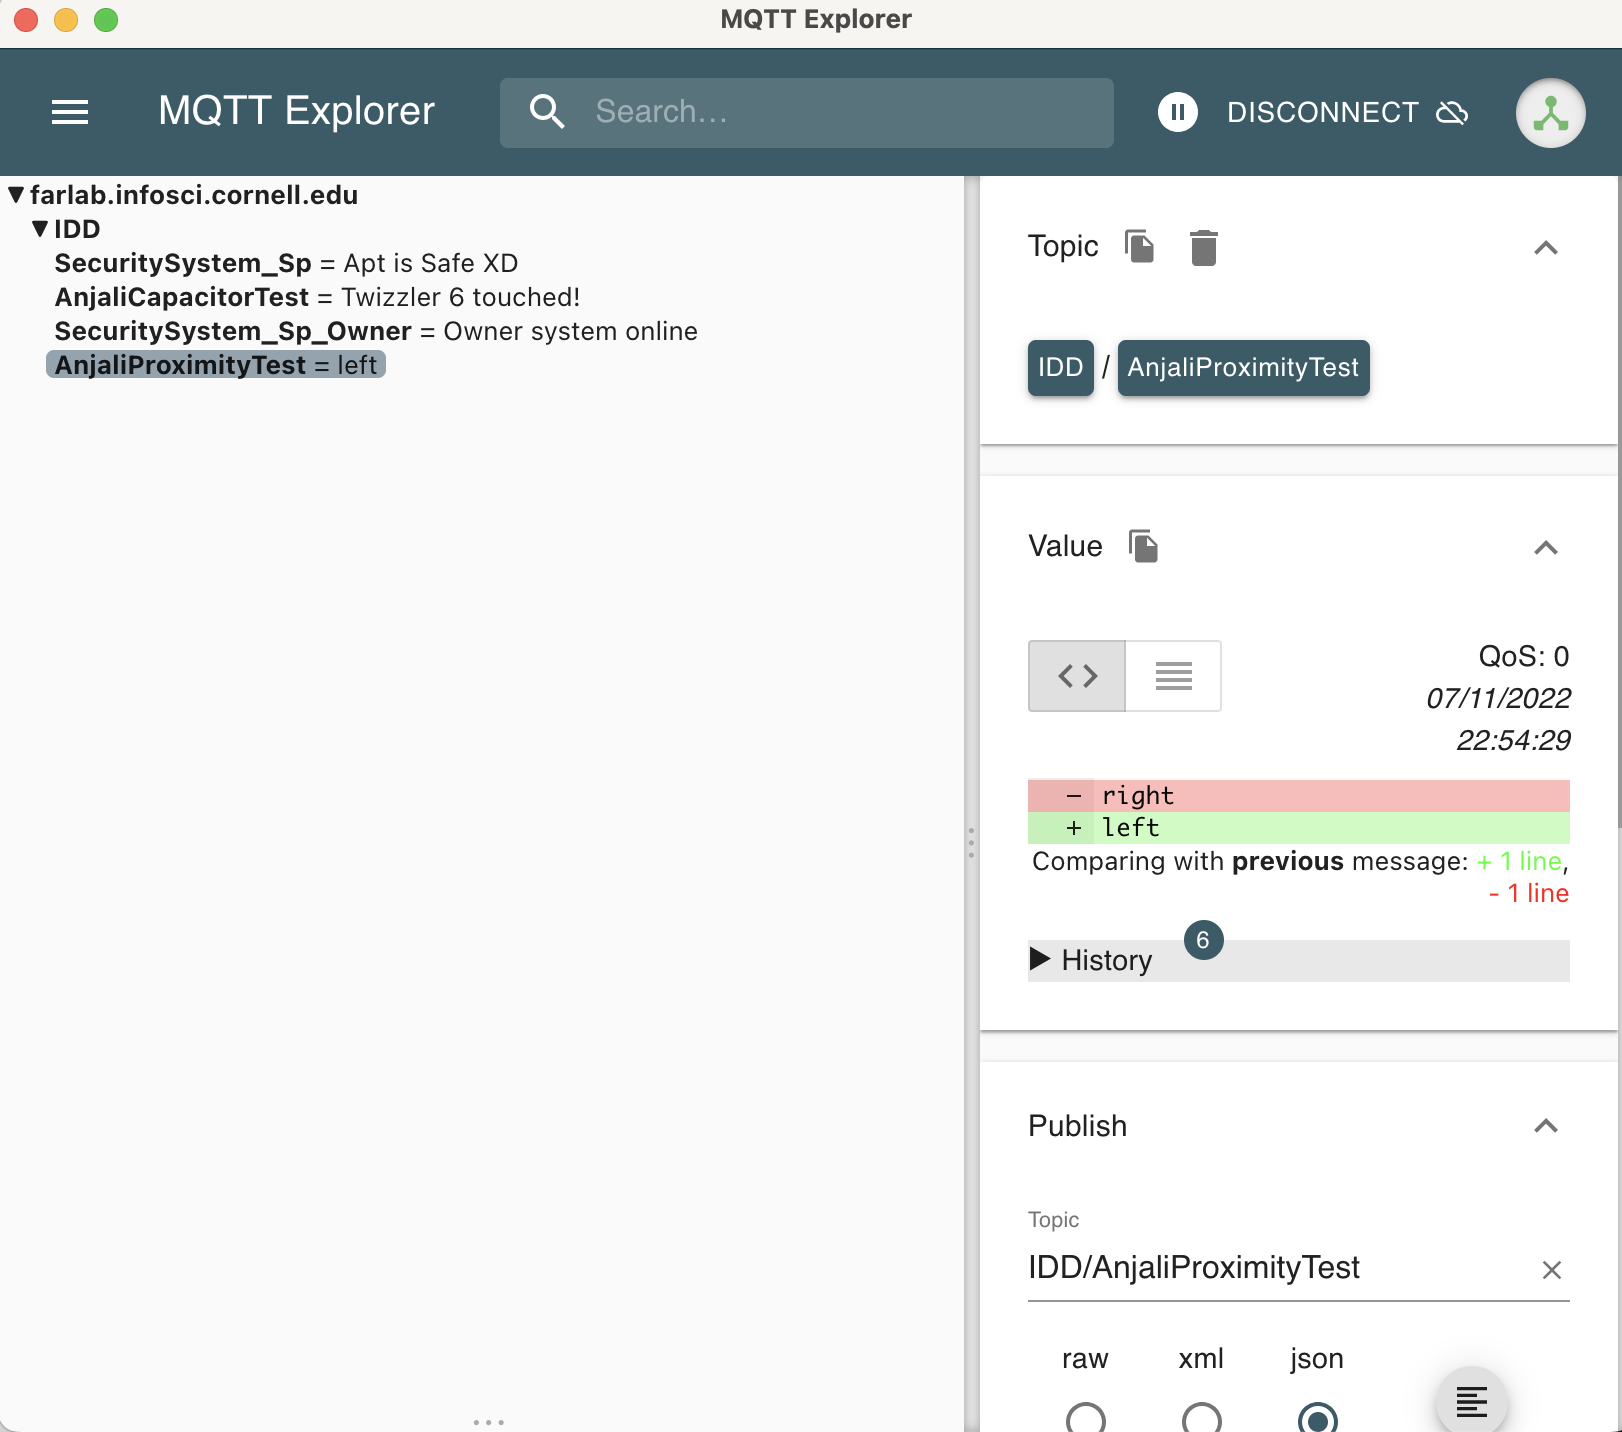 MQTT Explorer
MQTT Explorer
Search...
DISCONNECT
farlab.infosci.cornell.edu
IDD
SecuritySystem_Sp = Apt is Safe XD
AnjaliCapacitorTest = Twizzler 6 touched!
SecuritySystem_Sp_Owner = Owner system online
AnjaliProximityTest = left
Topic
IDD / AnjaliProximityTest
Value
QoS: 0
07/11/2022
22:54:29
- right
+ left
Comparing with previous message: + 1 line,
- 1 line
History 6
Publish
Topic
IDD/AnjaliProximityTest
raw xml json